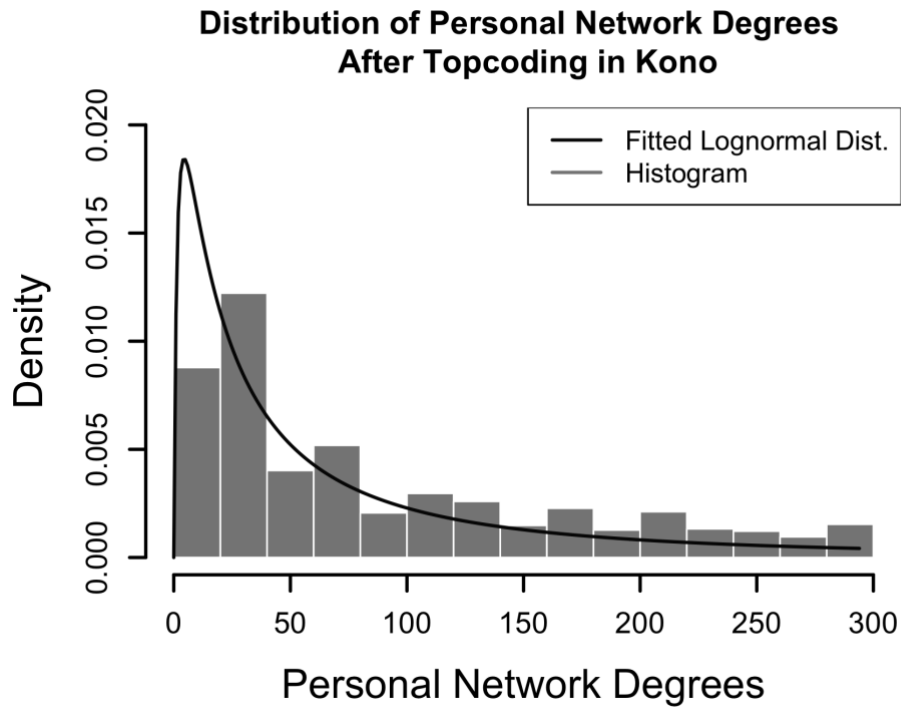 Distribution of Personal Network Degrees
After Topcoding in Kono
Fitted Lognormal Dist.
Histogram
Density
0.020
0.015
0.010
0.005
0.000
0 50 100 150 200 250 300
Personal Network Degrees